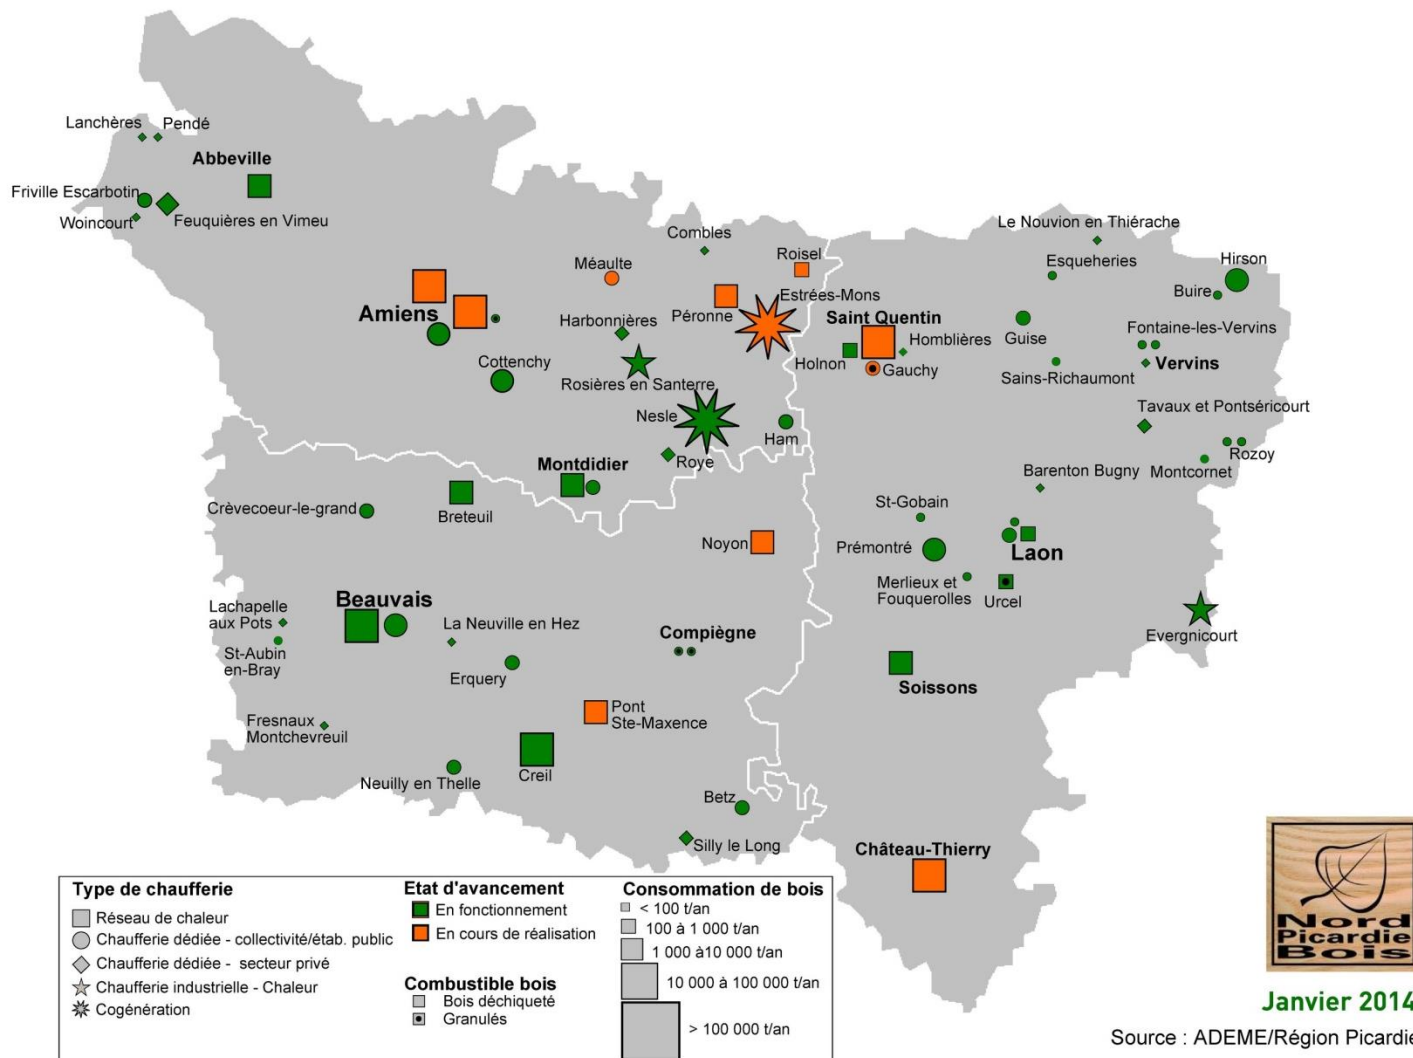 Lanchères
Pendé
Abbeville
Friville Escarbotin
Woincourt
Feuquières en Vimeu
Combles
Méaulte
Roisel
Estrées-Mons
Péronne
Amiens
Harbonnières
Cottenchy
Rosières en Santerre
Nesle
Ham
Roye
Montdidier
Le Nouvion en Thiérache
Esqueheries
Hirson
Buire
Saint Quentin
Homblières
Holnon
Gauchy
Guise
Fontaine-les-Vervins
Sains-Richaumont
Vervins
Tavaux et Pontséricourt
Rozoy
Montcornet
Barenton Bugny
St-Gobain
Prémontré
Laon
Merlieux et
Fouquerolles
Urcel
Evergnicourt
Soissons
Château-Thierry
Crèvecoeur-le-grand
Breteuil
Noyon
Beauvais
Lachapelle
aux Pots
St-Aubin
en-Bray
La Neuville en Hez
Erquery
Compiègne
Fresnaux
Montchevreuil
Pont
Ste-Maxence
Creil
Neuilly en Thelle
Betz
Silly le Long
Type de chaufferie
Réseau de chaleur
Chaufferie dédiée - collectivité/étab. public
Chaufferie dédiée - secteur privé
Chaufferie industrielle - Chaleur
Cogénération
Etat d'avancement
En fonctionnement
En cours de réalisation
Combustible bois
Bois déchiqueté
Granulés
Consommation de bois
< 100 t/an
100 à 1 000 t/an
1 000 à10 000 t/an
10 000 à 100 000 t/an
> 100 000 t/an
Nord
Picardie
Bois
Janvier 2014
Source : ADEME/Région Picardie